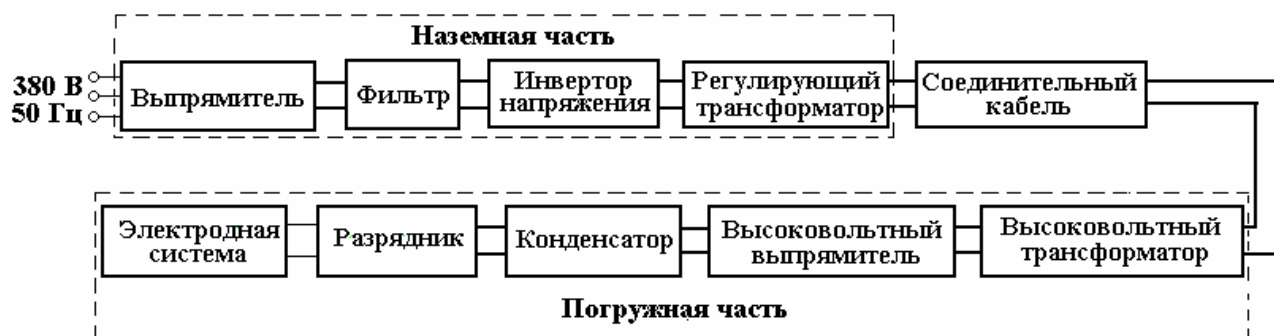 Наземная часть
380 В
50 Гц
Выпрямитель
Фильтр
Инвертор
напряжения
Регулирующий
трансформатор
Соединительный
кабель
Электродная
система
Разрядник
Конденсатор
Высоковольтный
выпрямитель
Высоковольтный
трансформатор
Погружная часть